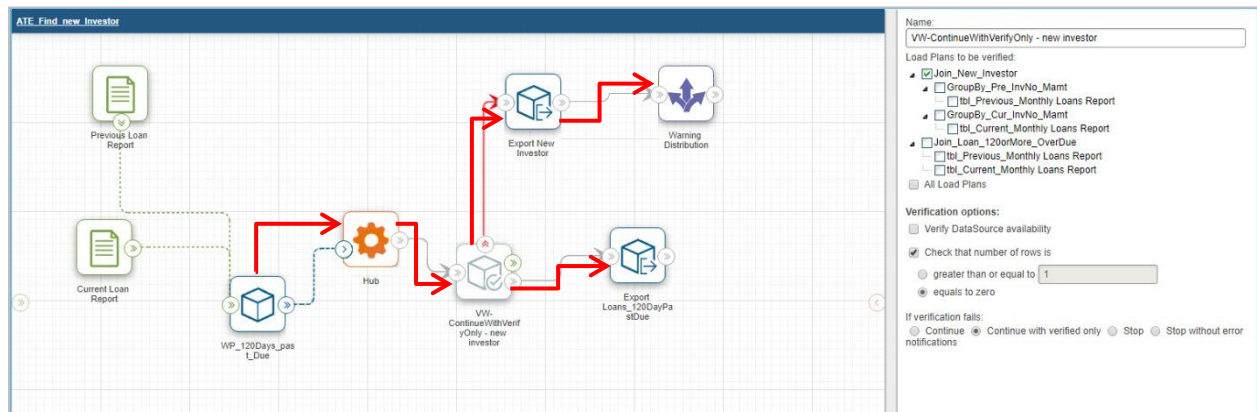 ATE_Find_new_Investor
Previous Loan
Report
Current Loan
Report
WP_120Days_pas
t_Due
Hub
VW-
ContinueWithVerif
yOnly - new
investor
Export New
Investor
Warning
Distribution
Export
Loans_120DayPa
stDue
Name:
VW-ContinueWithVerifyOnly - new investor
Load Plans to be verified:
Join_New_Investor
GroupBy_Pre_InvNo_Mamt
tbl_Previous_Monthly Loans Report
GroupBy_Cur_InvNo_Mamt
tbl_Current_Monthly Loans Report
Join_Loan_120orMore_OverDue
tbl_Previous_Monthly Loans Report
tbl_Current_Monthly Loans Report
All Load Plans
Verification options:
Verify DataSource availability
Check that number of rows is
greater than or equal to 1
equals to zero
If verification fails:
Continue Continue with verified only Stop Stop without error
notifications